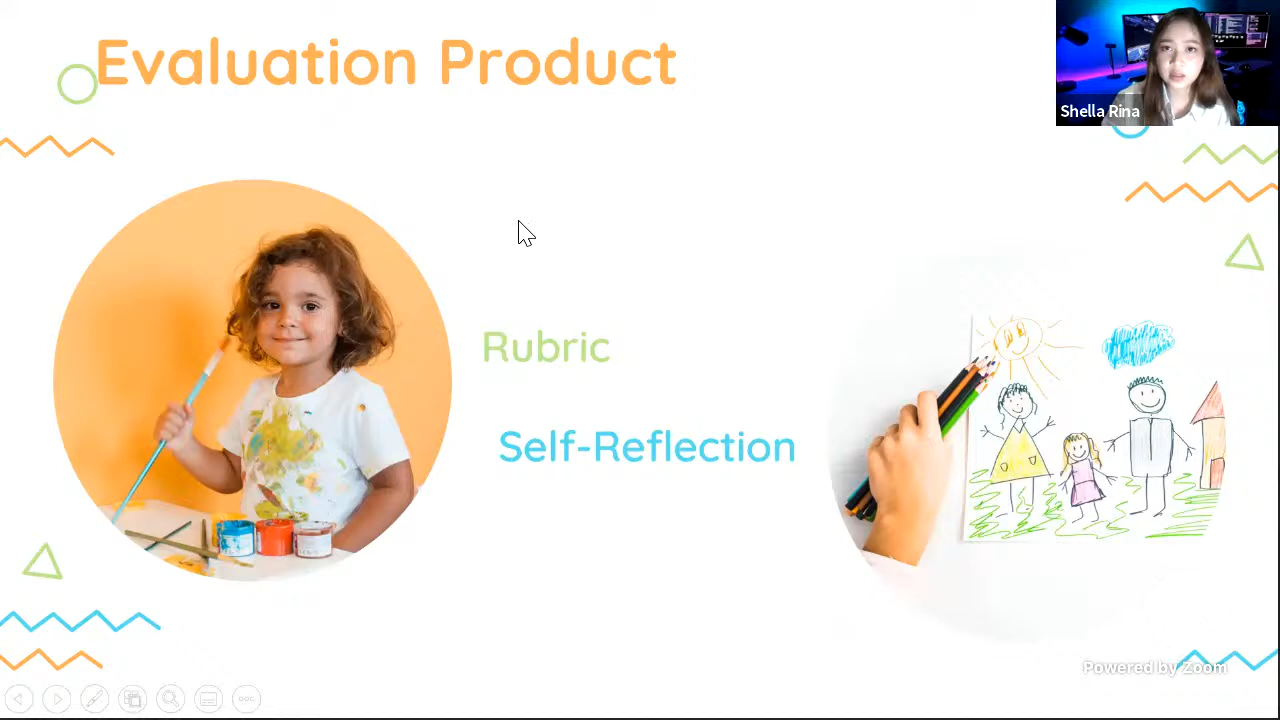 Evaluation Product
Shella Rina
Rubric
Self-Reflection
Powered by Zoom